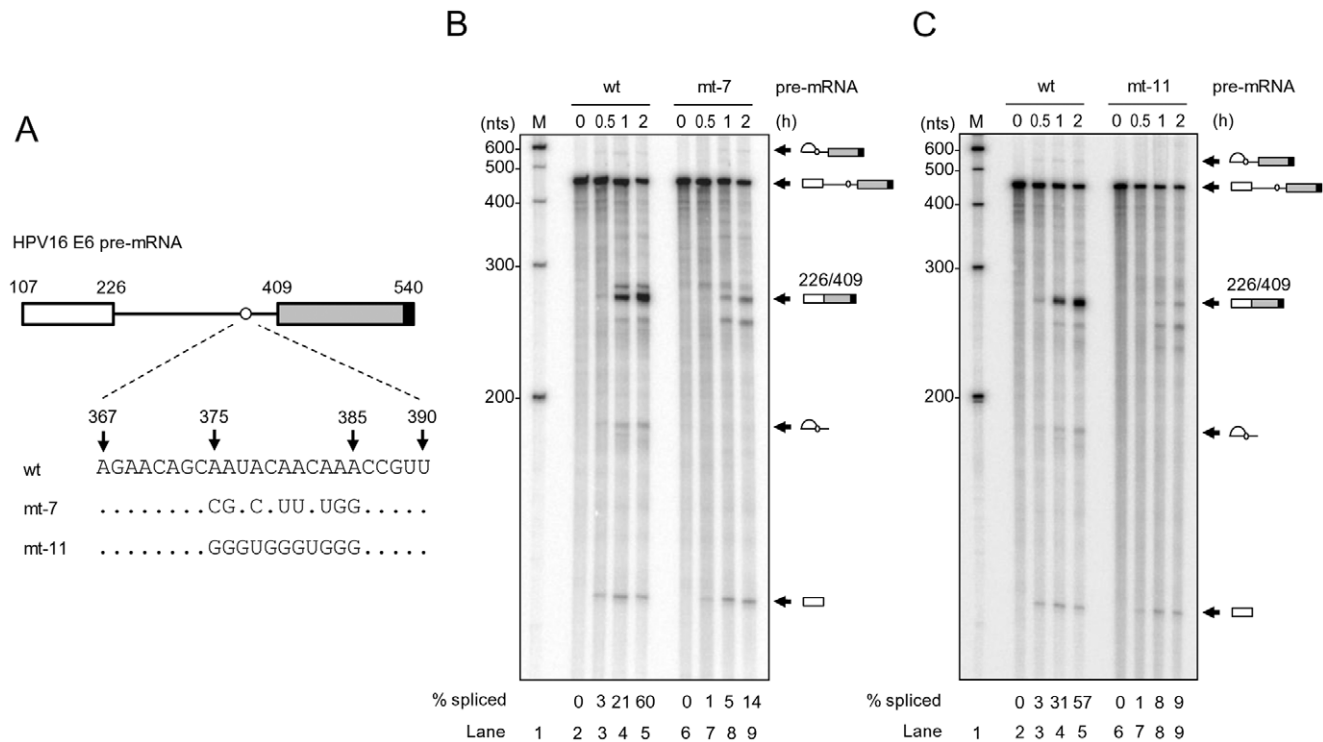 A
HPV16 E6 pre-mRNA
107 226 409 540
367 375 385 390
wt AGAACAGCAAUACAACAAACCGUU
mt-7 ........CG.C.UU.UGG.....
mt-11 ........GGGUGGGUGGG.....
B
wt mt-7 pre-mRNA
(nts) M 0 0.5 1 2 0 0.5 1 2 (h)
600
500
400
300
226/409
200
% spliced 0 3 21 60 0 1 5 14
Lane 1 2 3 4 5 6 7 8 9
C
wt mt-11 pre-mRNA
(nts) M 0 0.5 1 2 0 0.5 1 2 (h)
600
500
400
300
226/409
200
% spliced 0 3 31 57 0 1 8 9
Lane 1 2 3 4 5 6 7 8 9